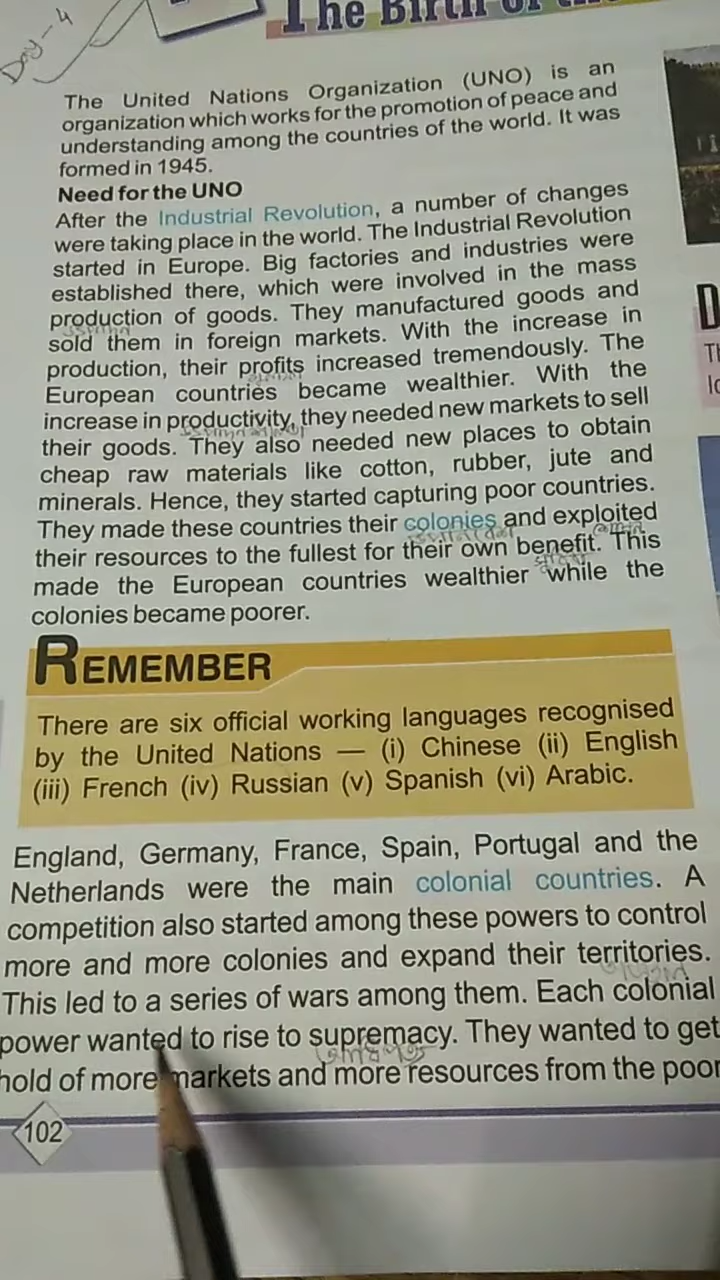 Day-4
The Birth of the
The United Nations Organization (UNO) is an
organization which works for the promotion of peace and
understanding among the countries of the world. It was
formed in 1945.
Need for the UNO
After the Industrial Revolution, a number of changes
were taking place in the world. The Industrial Revolution
started in Europe. Big factories and industries were
established there, which were involved in the mass
production of goods. They manufactured goods and
sold them in foreign markets. With the increase in
production, their profits increased tremendously. The
European countries became wealthier. With the
increase in productivity, they needed new markets to sell
their goods. They also needed new places to obtain
cheap raw materials like cotton, rubber, jute and
minerals. Hence, they started capturing poor countries.
They made these countries their colonies and exploited
their resources to the fullest for their own benefit. This
made the European countries wealthier while the
colonies became poorer.
REMEMBER
There are six official working languages recognised
by the United Nations — (i) Chinese (ii) English
(iii) French (iv) Russian (v) Spanish (vi) Arabic.
England, Germany, France, Spain, Portugal and the
Netherlands were the main colonial countries. A
competition also started among these powers to control
more and more colonies and expand their territories.
This led to a series of wars among them. Each colonial
power wanted to rise to supremacy. They wanted to get
hold of more markets and more resources from the poor
102
D